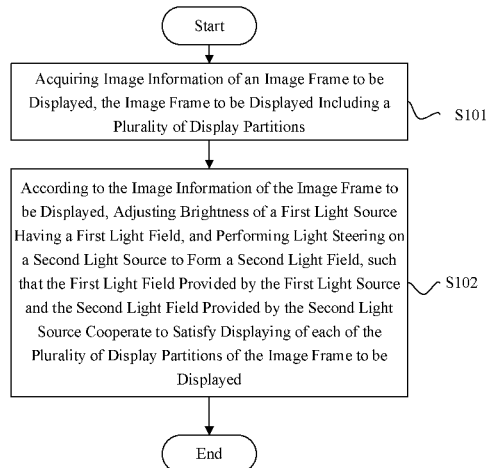 Start
Acquiring Image Information of an Image Frame to be
Displayed, the Image Frame to be Displayed Including a
Plurality of Display Partitions
S101
According to the Image Information of the Image Frame to
be Displayed, Adjusting Brightness of a First Light Source
Having a First Light Field, and Performing Light Steering on
a Second Light Source to Form a Second Light Field, such
that the First Light Field Provided by the First Light Source
and the Second Light Field Provided by the Second Light
Source Cooperate to Satisfy Displaying of each of the
Plurality of Display Partitions of the Image Frame to be
Displayed
S102
End